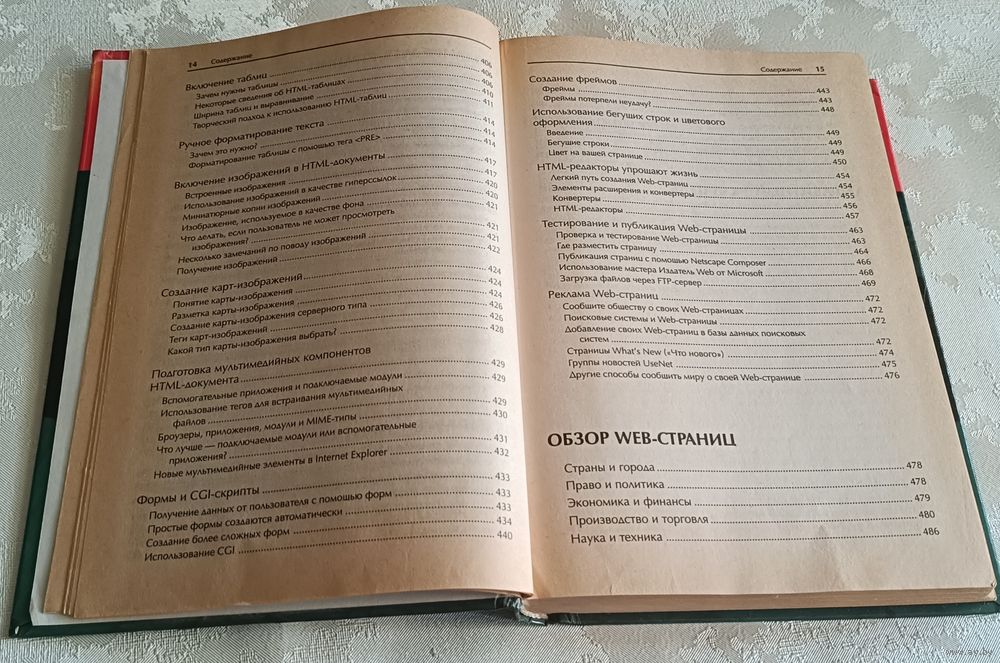 14 Содержание
Включение таблиц 406
Зачем нужны таблицы 406
Некоторые сведения об HTML-таблицах 406
Ширина таблиц и выравнивание 410
Творческий подход к использованию HTML-таблиц 411
Ручное форматирование текста 414
Зачем это нужно? 414
Форматирование таблицы с помощью тега <PRE> 414
Включение изображений в HTML-документы 417
Встроенные изображения 417
Использование изображений в качестве гиперссылок 420
Миниатюрные копии изображений 420
Изображение, используемое в качестве фона 421
Что делать, если пользователь не может просмотреть
изображения? 421
Несколько замечаний по поводу изображений 421
Получение изображений 422
Создание карт-изображений 424
Понятие карты-изображения 424
Разметка карты-изображения 424
Создание карты-изображения серверного типа 426
Теги карт-изображений 426
Какой тип карты-изображения выбрать? 428
Подготовка мультимедийных компонентов
HTML-документа 429
Вспомогательные приложения и подключаемые модули 429
Использование тегов для встраивания мультимедийных
файлов 429
Броузеры, приложения, модули и MIME-типы 430
Что лучше — подключаемые модули или вспомогательные
приложения? 431
Новые мультимедийные элементы в Internet Explorer 432
Формы и CGI-скрипты 433
Получение данных от пользователя с помощью форм 433
Простые формы создаются автоматически 433
Создание более сложных форм 434
Использование CGI 440
Содержание 15
Создание фреймов 443
Фреймы 443
Фреймы потерпели неудачу? 448
Использование бегущих строк и цветового
оформления 449
Введение 449
Бегущие строки 449
Цвет на вашей странице 450
HTML-редакторы упрощают жизнь 454
Легкий путь создания Web-страниц 454
Элементы расширения и конвертеры 455
Конвертеры 456
HTML-редакторы 457
Тестирование и публикация Web-страницы 463
Проверка и тестирование Web-страницы 463
Где разместить страницу 464
Публикация страниц с помощью Netscape Composer 466
Использование мастера Издатель Web от Microsoft 468
Загрузка файлов через FTP-сервер 469
Реклама Web-страниц 472
Сообщите обществу о своих Web-страницах 472
Поисковые системы и Web-страницы 472
Добавление своих Web-страниц в базы данных поисковых
систем 472
Страницы What's New («Что нового») 474
Группы новостей UseNet 475
Другие способы сообщить миру о своей Web-странице 476
ОБЗОР WEB-СТРАНИЦ
Страны и города 478
Право и политика 478
Экономика и финансы 479
Производство и торговля 480
Наука и техника 486
www.av.by